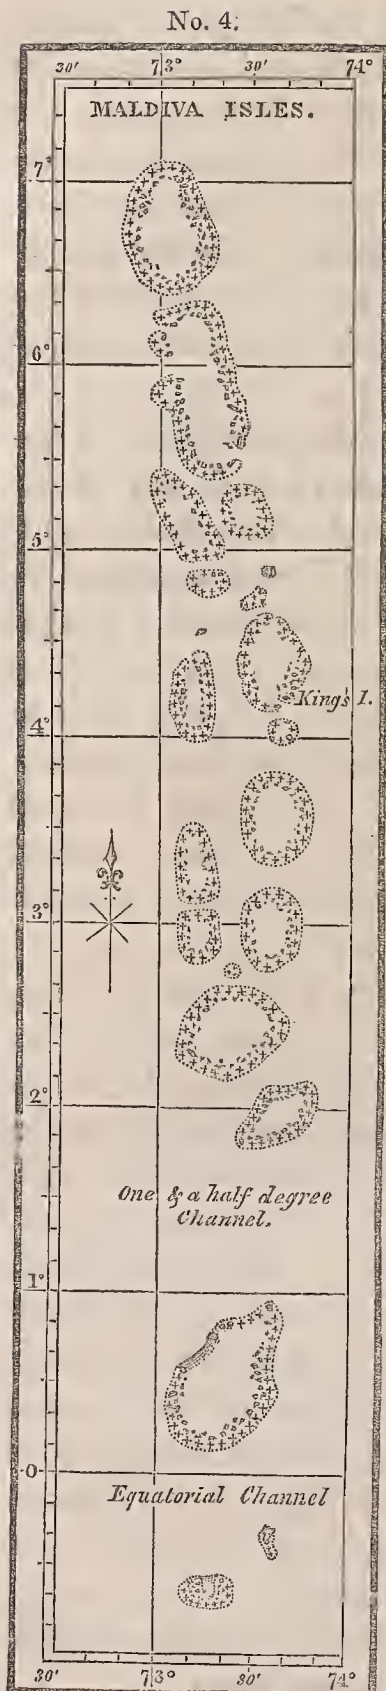 No. 4.
30′ 73° 30′ 74°
MALDIVA ISLES.
7°
6°
5°
King's I.
4°
3°
2°
One & a half degree
Channel.
1°
0
Equatorial Channel
30′ 73° 30′ 74°